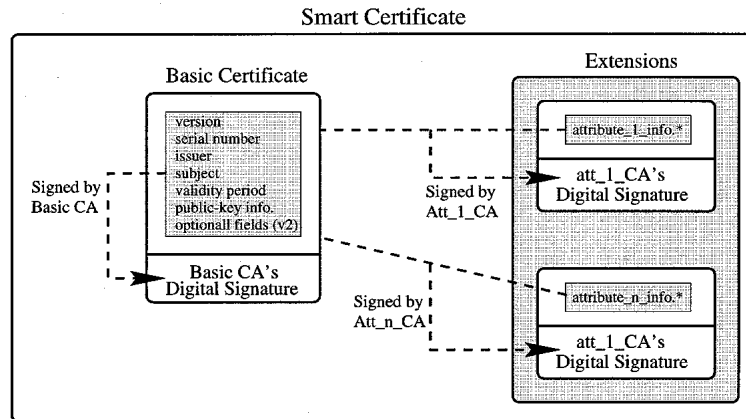 Smart Certificate
Basic Certificate
version
serial number
issuer
subject
validity period
public-key info.
optionall fields (v2)
Signed by
Basic CA
Basic CA's
Digital Signature
Extensions
attribute_1_info.*
Signed by
Att_1_CA
att_1_CA's
Digital Signature
attribute_n_info.*
Signed by
Att_n_CA
att_1_CA's
Digital Signature